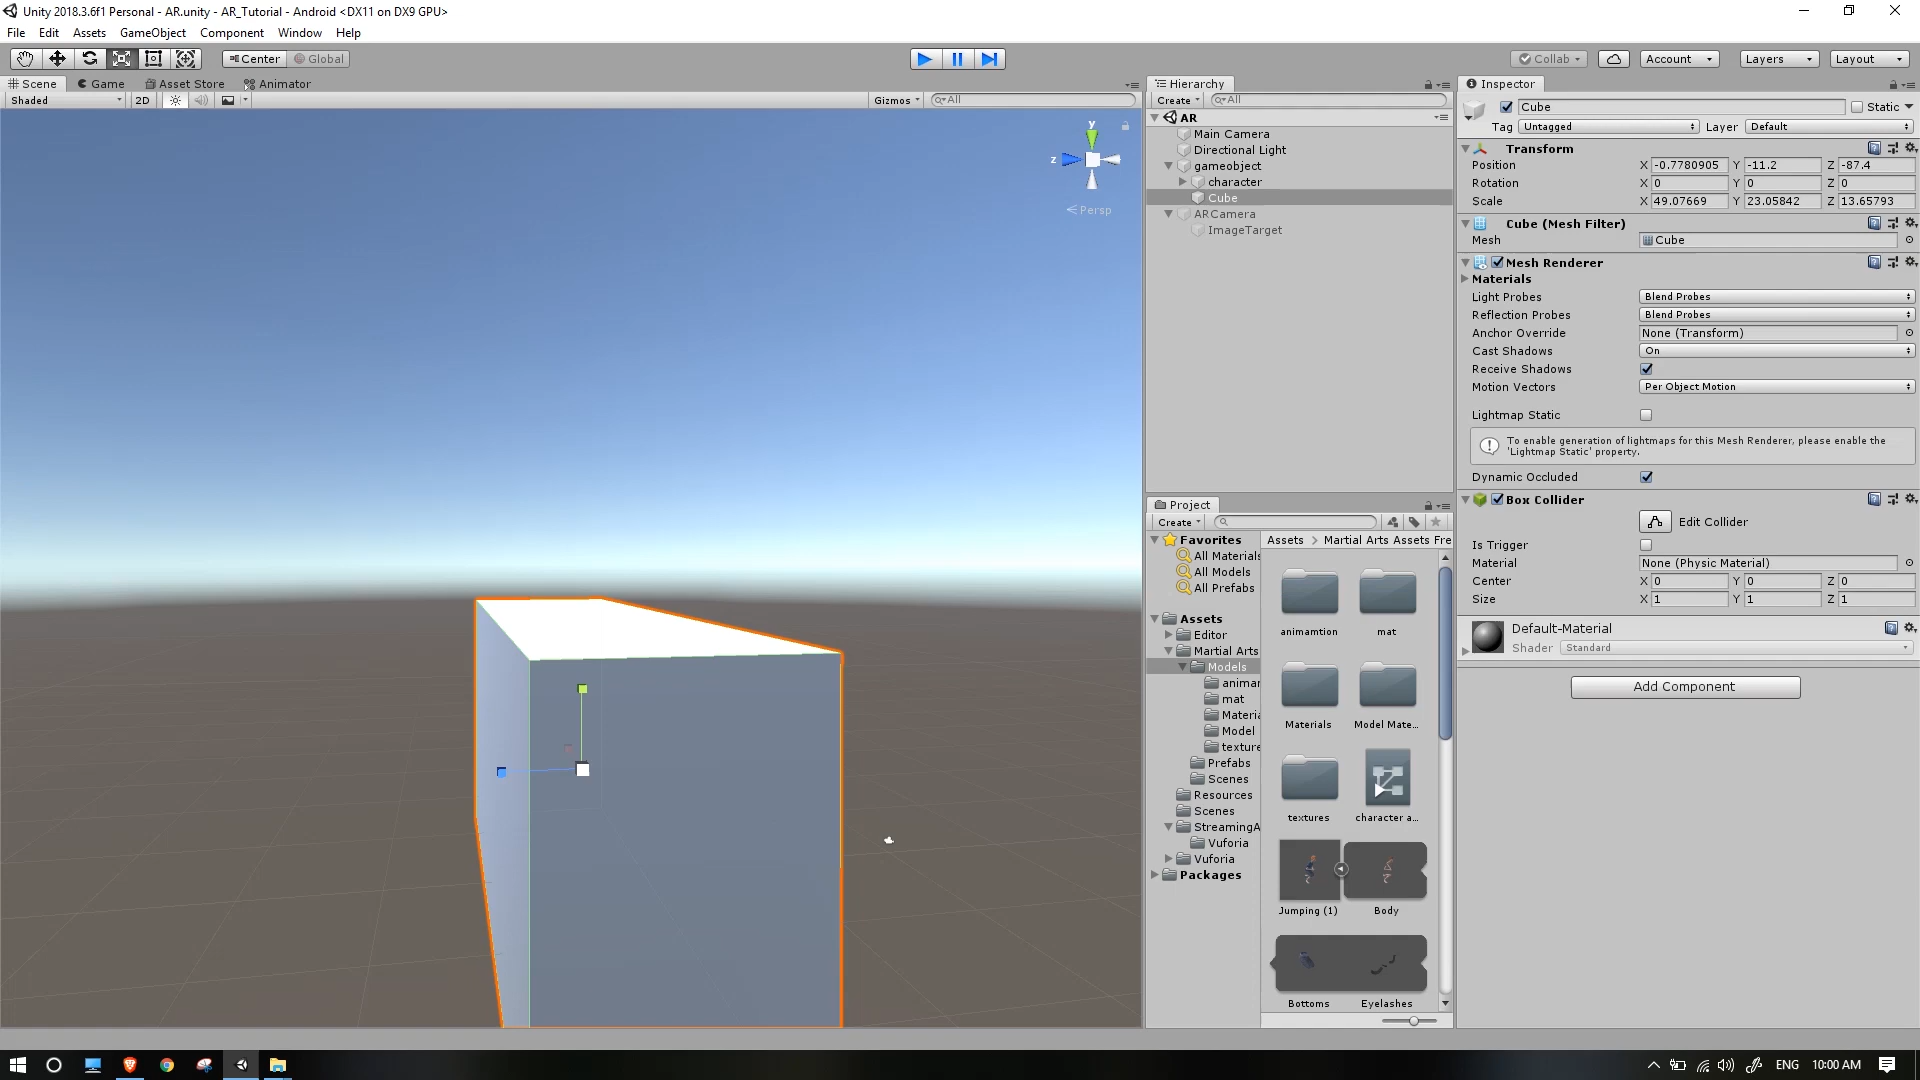 Unity 2018.3.6f1 Personal - AR.unity - AR_Tutorial - Android <DX11 on DX9 GPU>
File Edit Assets GameObject Component Window Help
Center Global
Collab Account Layers Layout
Scene Game Asset Store Animator
Shaded 2D Gizmos All
y
z
Persp
Hierarchy
Create All
AR
Main Camera
Directional Light
gameobject
character
Cube
ARCamera
ImageTarget
Project
Create
Favorites
All Materials
All Models
All Prefabs
Assets
Editor
Martial Arts
Models
animar
mat
Materia
Model
texture
Prefabs
Scenes
Resources
Scenes
StreamingA
Vuforia
Vuforia
Packages
Assets > Martial Arts Assets Fre
animamtion mat
Materials Model Mate...
textures character a...
Jumping (1) Body
Bottoms Eyelashes
Inspector
Cube Static
Tag Untagged Layer Default
Transform
Position X -0.7780905 Y -11.2 Z -87.4
Rotation X 0 Y 0 Z 0
Scale X 49.07669 Y 23.05842 Z 13.65793
Cube (Mesh Filter)
Mesh Cube
Mesh Renderer
Materials
Light Probes Blend Probes
Reflection Probes Blend Probes
Anchor Override None (Transform)
Cast Shadows On
Receive Shadows
Motion Vectors Per Object Motion
Lightmap Static
To enable generation of lightmaps for this Mesh Renderer, please enable the
'Lightmap Static' property.
Dynamic Occluded
Box Collider
Edit Collider
Is Trigger
Material None (Physic Material)
Center X 0 Y 0 Z 0
Size X 1 Y 1 Z 1
Default-Material
Shader Standard
Add Component
ENG 10:00 AM